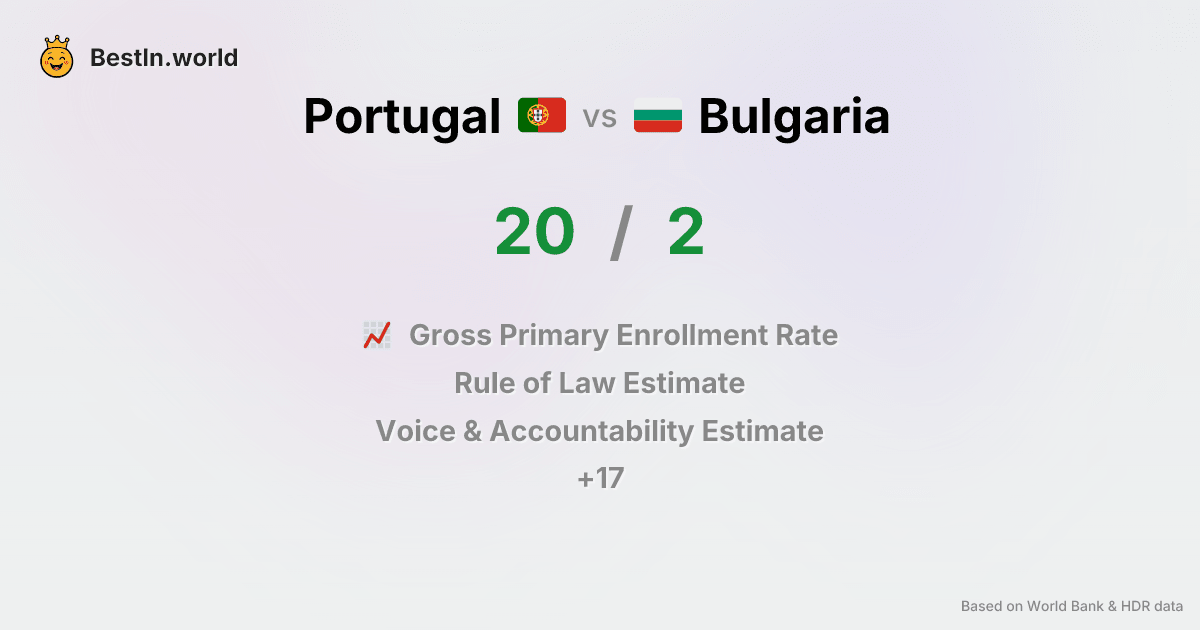 BestIn.world
Portugal vs Bulgaria
20 / 2
Gross Primary Enrollment Rate
Rule of Law Estimate
Voice & Accountability Estimate
+17
Based on World Bank & HDR data